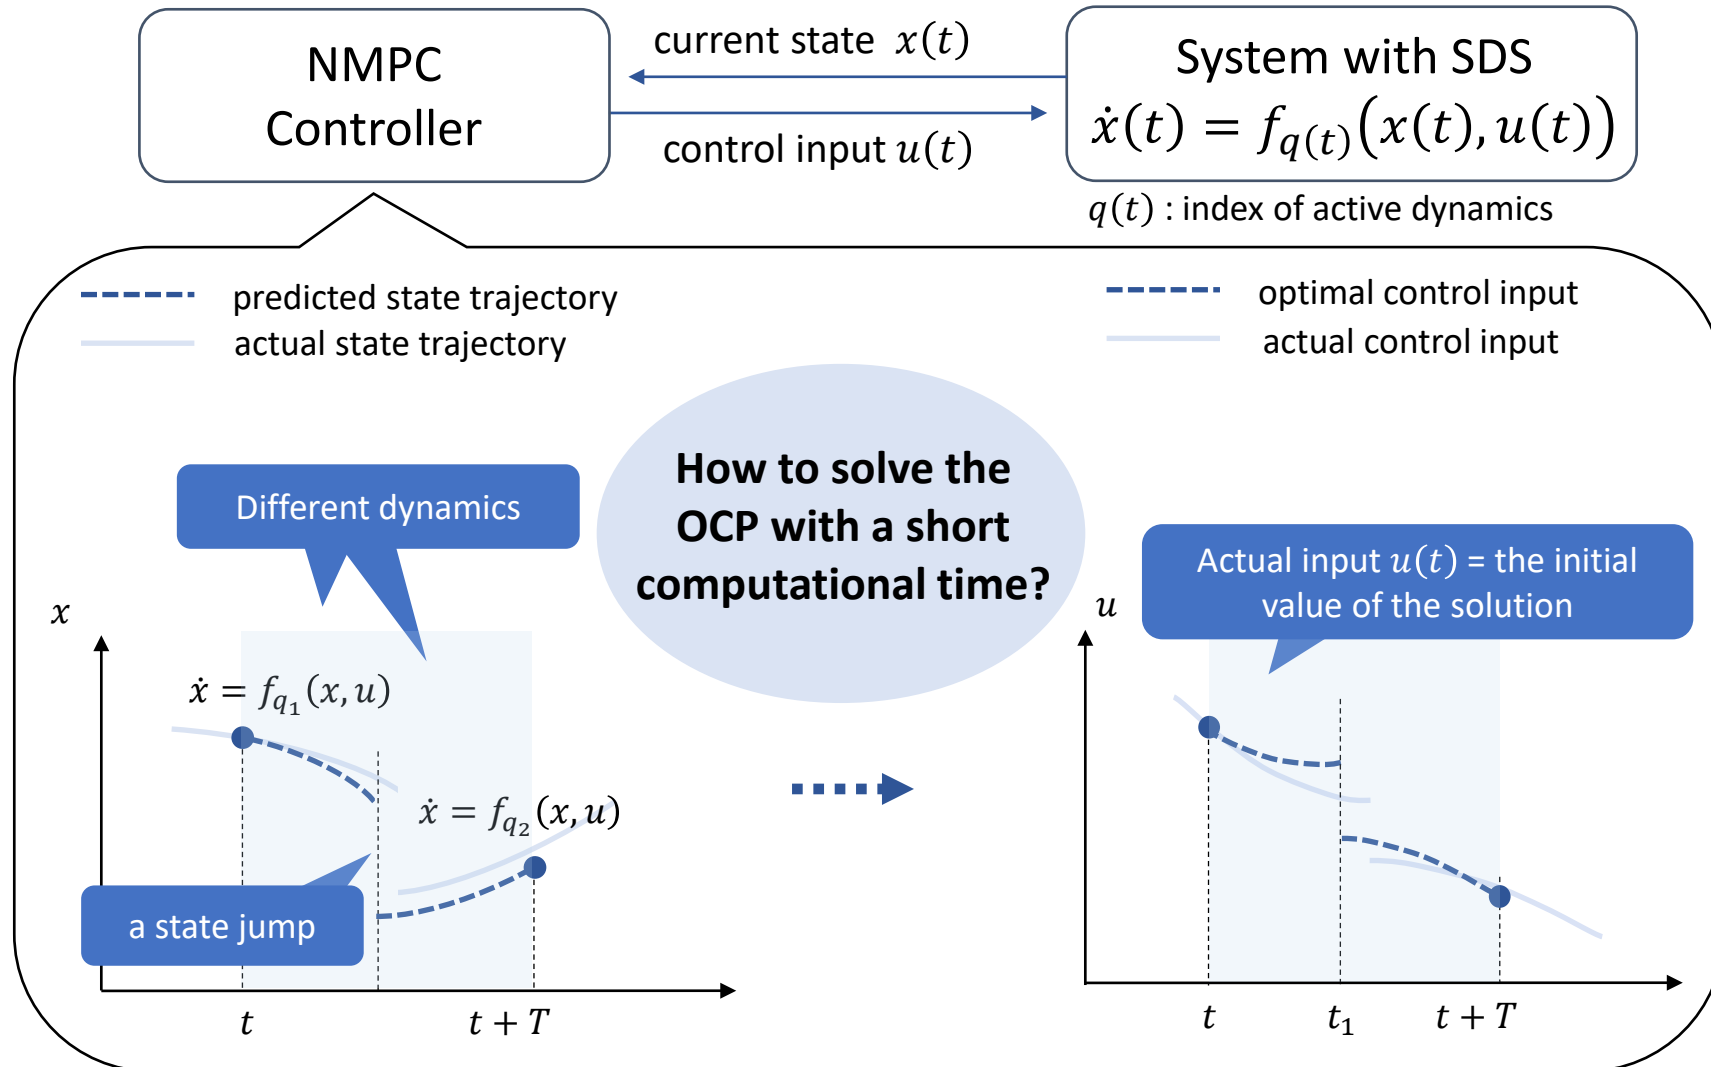 NMPC
Controller
current state x(t)
control input u(t)
System with SDS
ẋ(t) = f_{q(t)}(x(t), u(t))
q(t) : index of active dynamics
predicted state trajectory
actual state trajectory
optimal control input
actual control input
How to solve the
OCP with a short
computational time?
Different dynamics
x
ẋ = f_{q_1}(x, u)
ẋ = f_{q_2}(x, u)
a state jump
t
t + T
Actual input u(t) = the initial
value of the solution
u
t
t_1
t + T